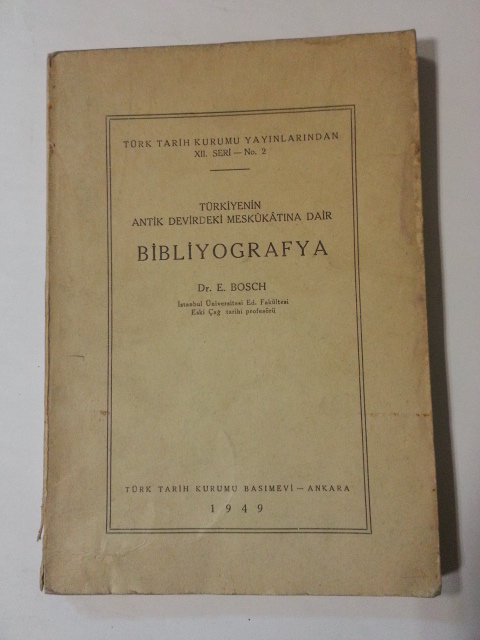 TÜRK TARİH KURUMU YAYINLARINDAN
XII. SERİ — No. 2
TÜRKİYENİN
ANTİK DEVİRDEKİ MESKÛKÂTINA DAİR
BİBLİYOGRAFYA
Dr. E. BOSCH
İstanbul Üniversitesi Ed. Fakültesi
Eski Çağ tarihi profesörü
TÜRK TARİH KURUMU BASIMEVİ — ANKARA
1949